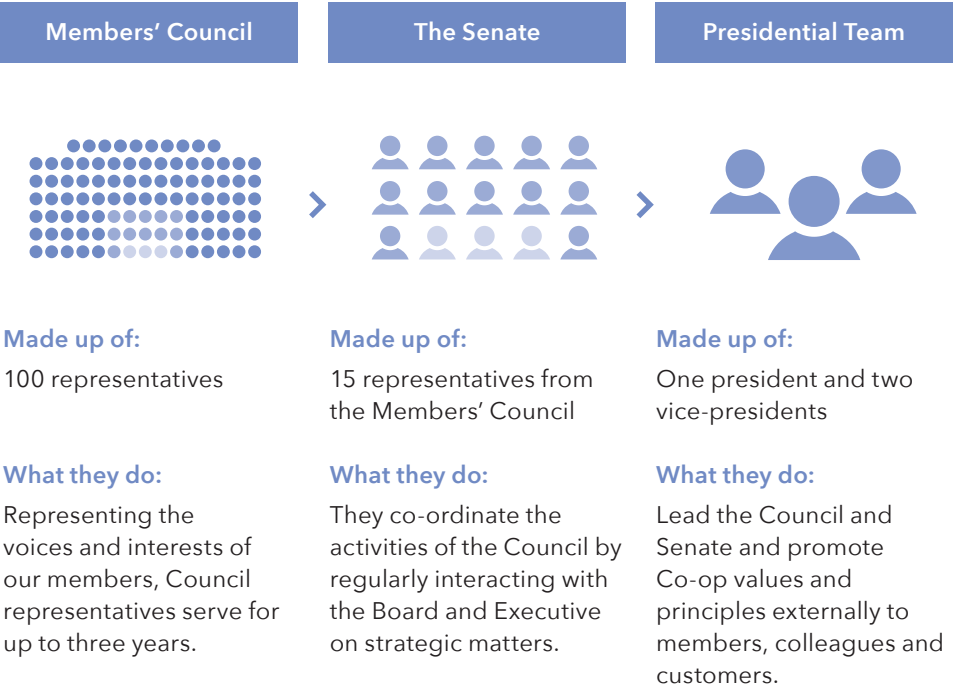 Members’ Council
The Senate
Presidential Team
Made up of:
100 representatives
What they do:
Representing the
voices and interests of
our members, Council
representatives serve for
up to three years.
Made up of:
15 representatives from
the Members’ Council
What they do:
They co-ordinate the
activities of the Council by
regularly interacting with
the Board and Executive
on strategic matters.
Made up of:
One president and two
vice-presidents
What they do:
Lead the Council and
Senate and promote
Co-op values and
principles externally to
members, colleagues and
customers.